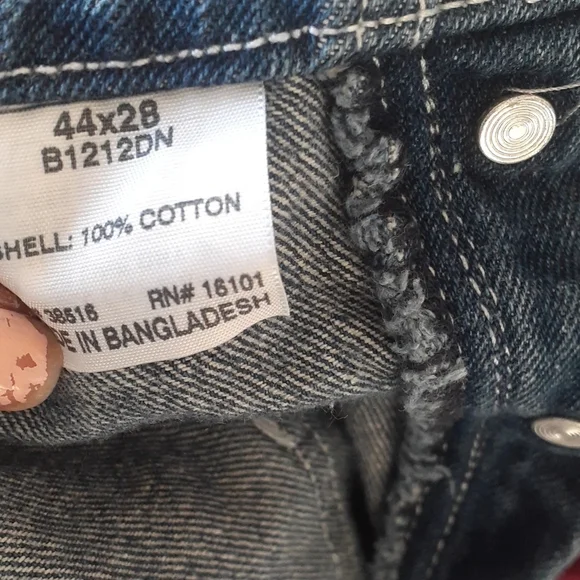 44x28
B1212DN
SHELL: 100% COTTON
38516 RN# 16101
IN BANGLADESH